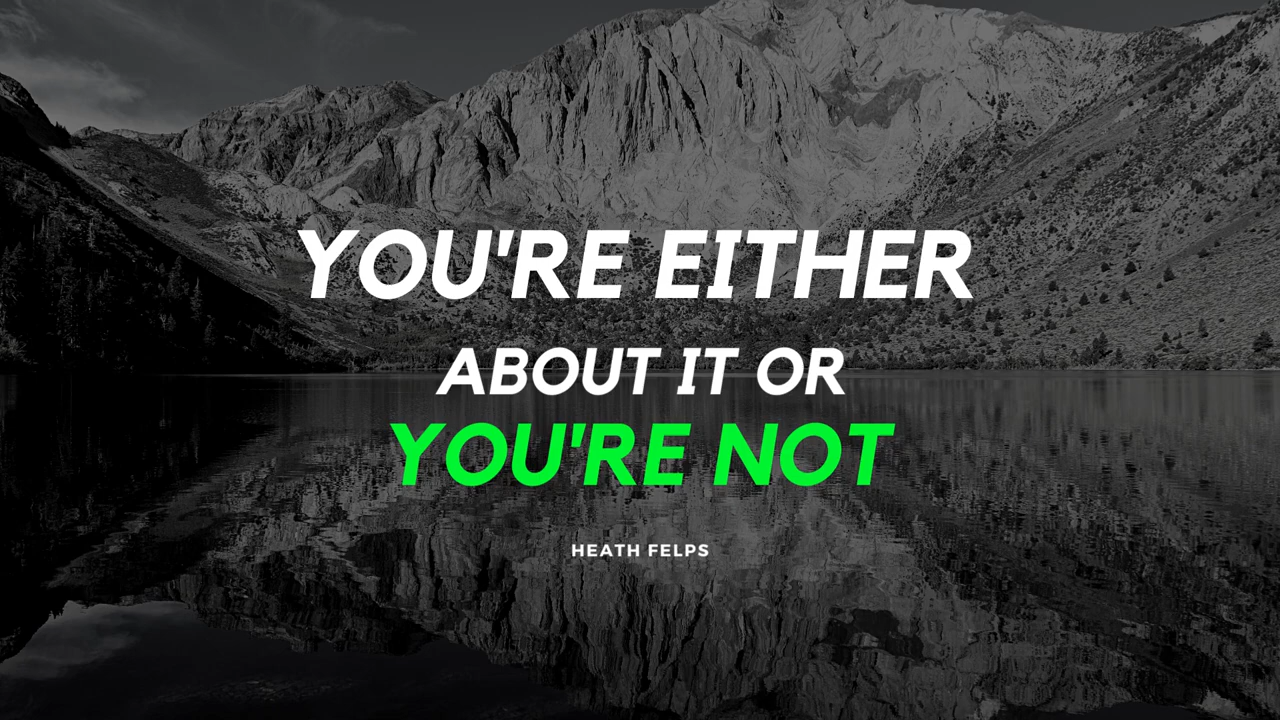 YOU'RE EITHER
ABOUT IT OR
YOU'RE NOT
HEATH FELPS